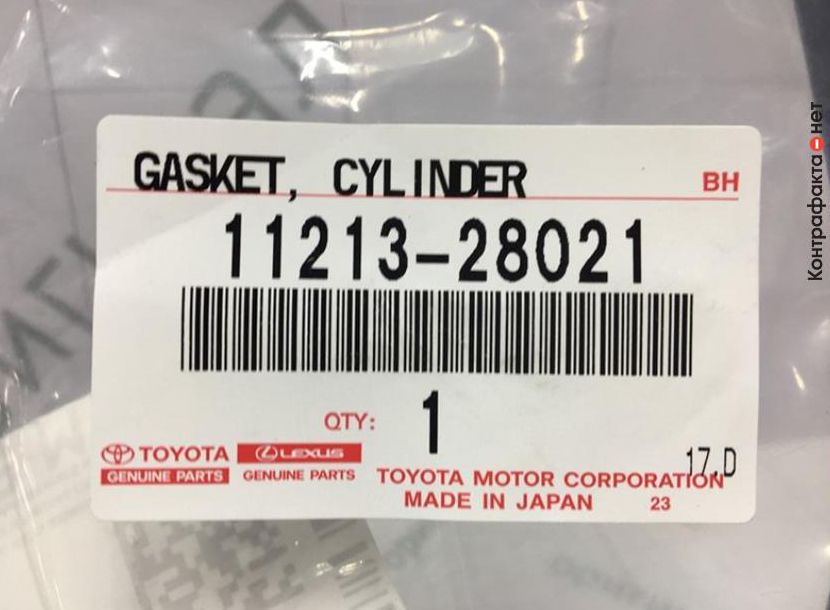 GASKET, CYLINDER
BH
11213-28021
QTY: 1
TOYOTA
GENUINE PARTS
LEXUS
GENUINE PARTS
17.D
TOYOTA MOTOR CORPORATION
MADE IN JAPAN 23
Контрафакта нет